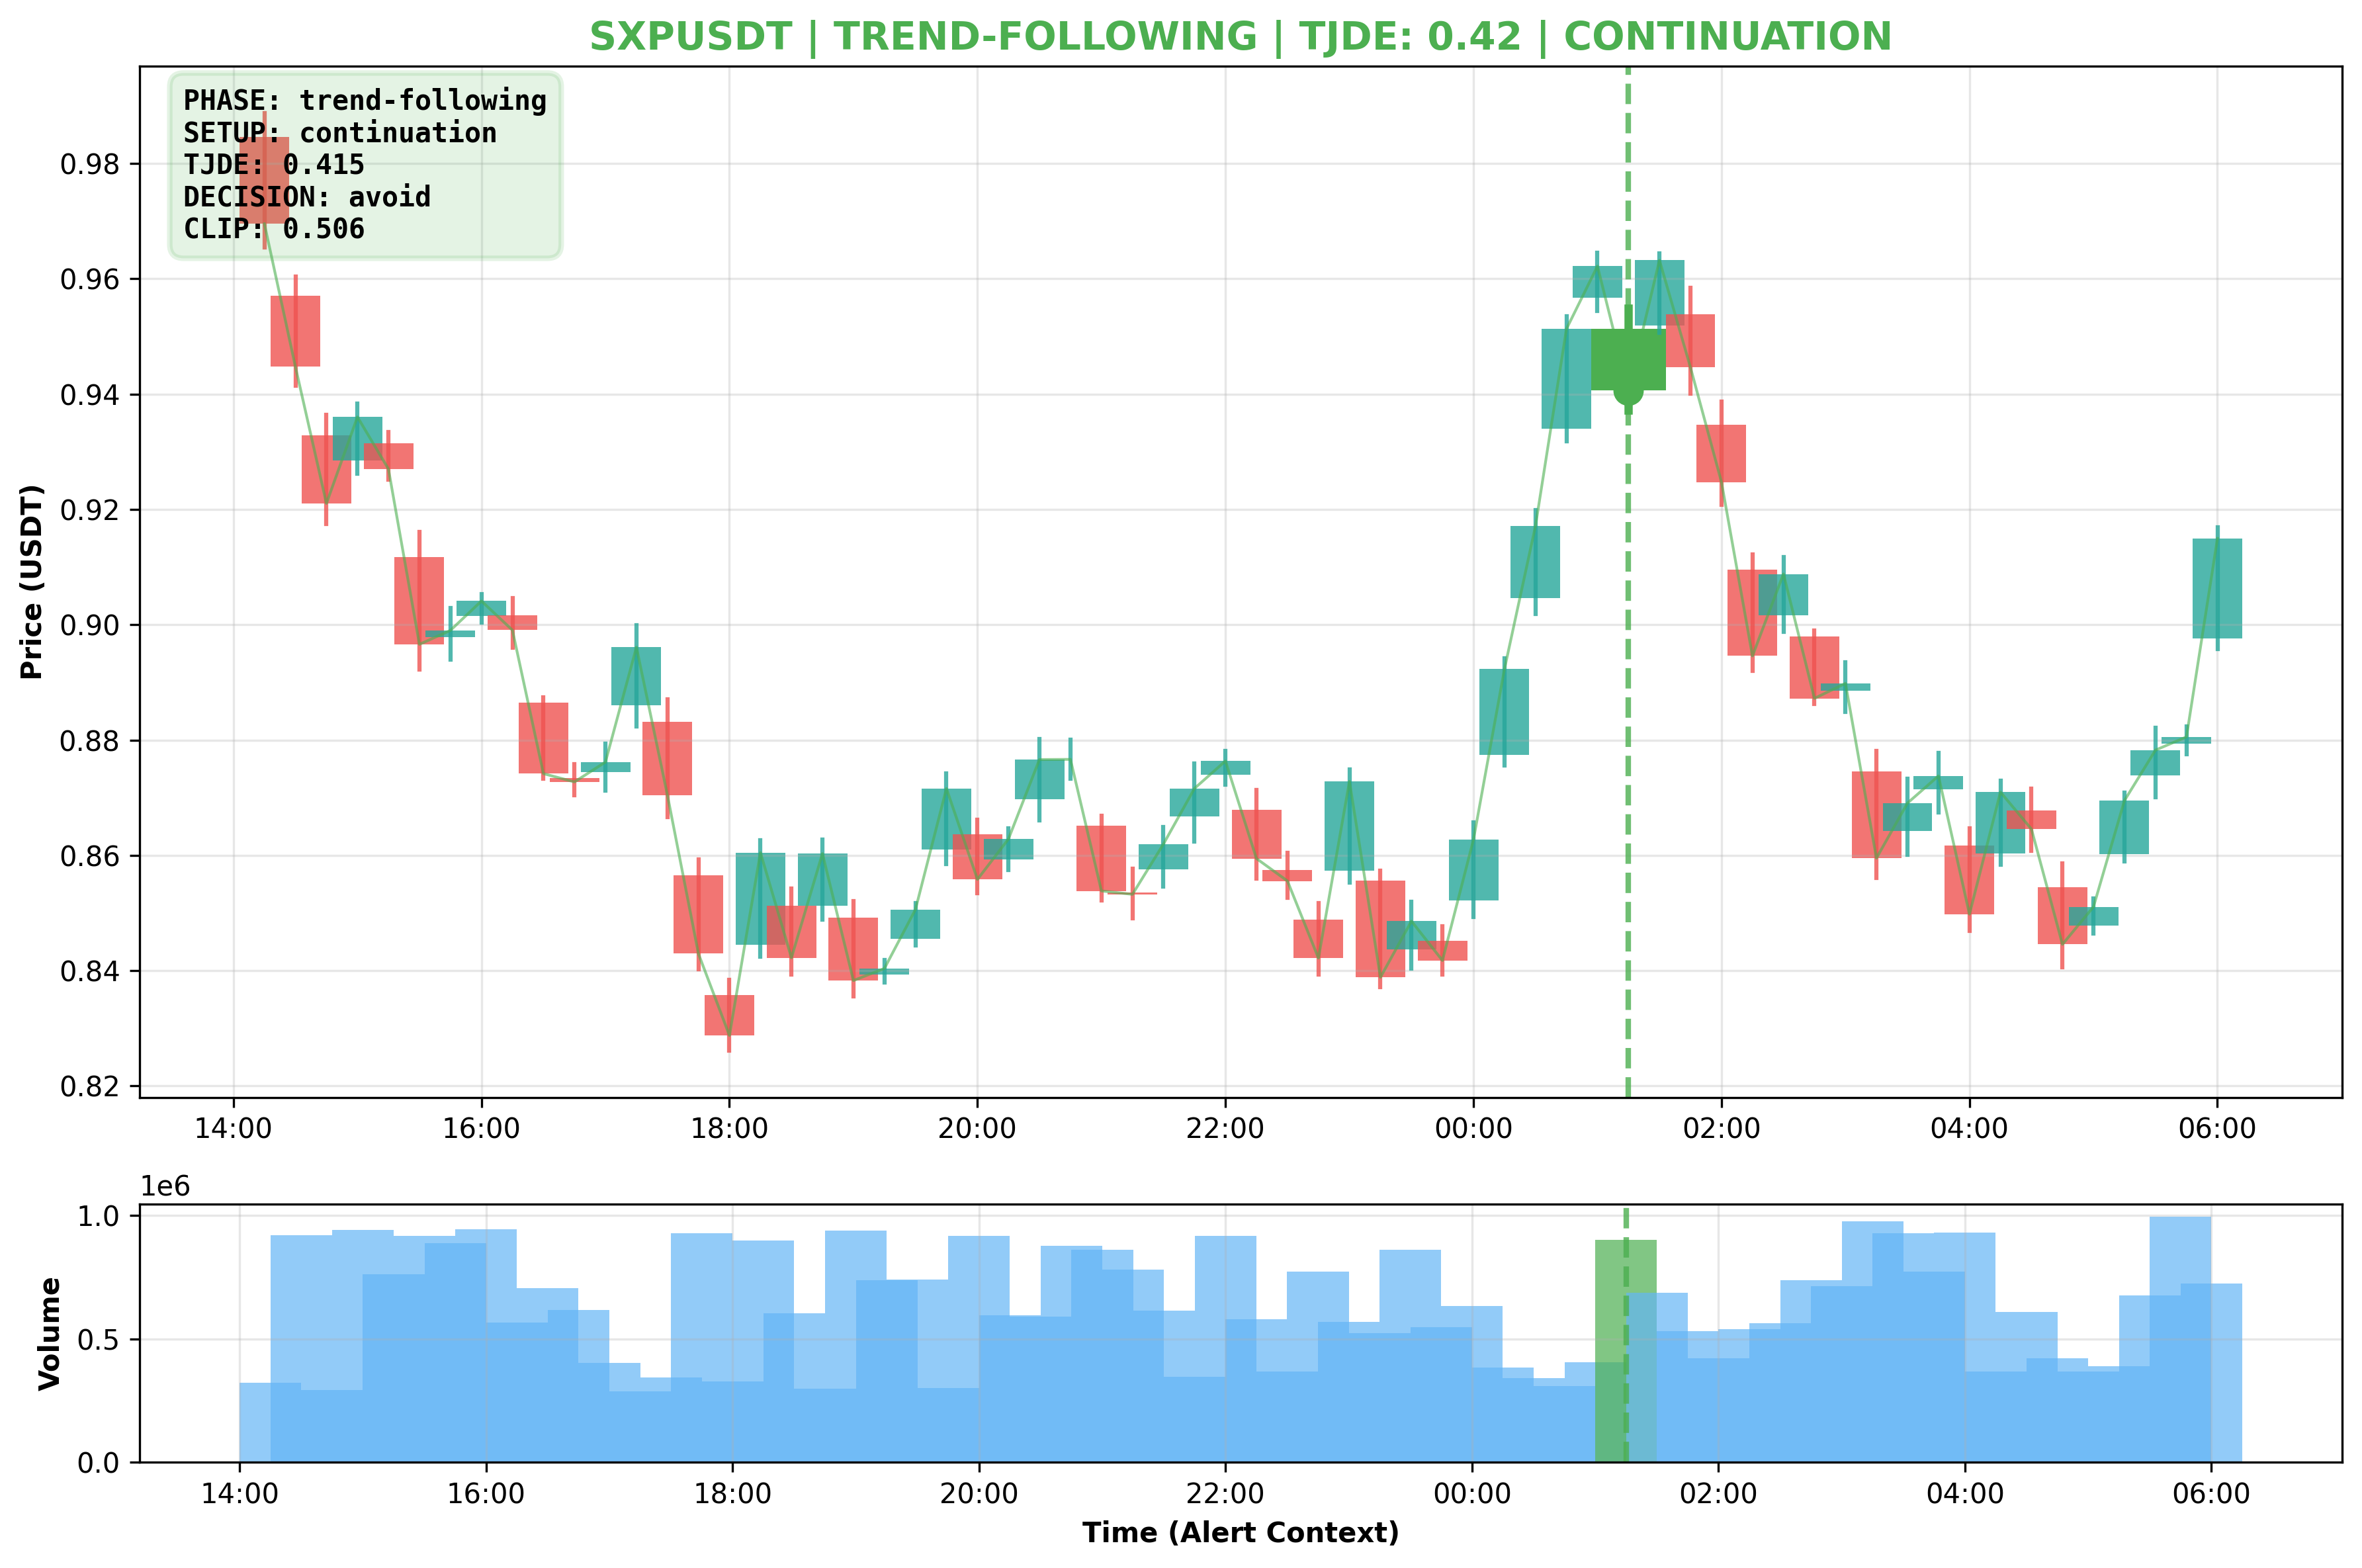 SXPUSDT | TREND-FOLLOWING | TJDE: 0.42 | CONTINUATION
PHASE: trend-following
SETUP: continuation
TJDE: 0.415
DECISION: avoid
CLIP: 0.506
Price (USDT)
0.98
0.96
0.94
0.92
0.90
0.88
0.86
0.84
0.82
14:00 16:00 18:00 20:00 22:00 00:00 02:00 04:00 06:00
1e6
Volume
1.0
0.5
0.0
14:00 16:00 18:00 20:00 22:00 00:00 02:00 04:00 06:00
Time (Alert Context)